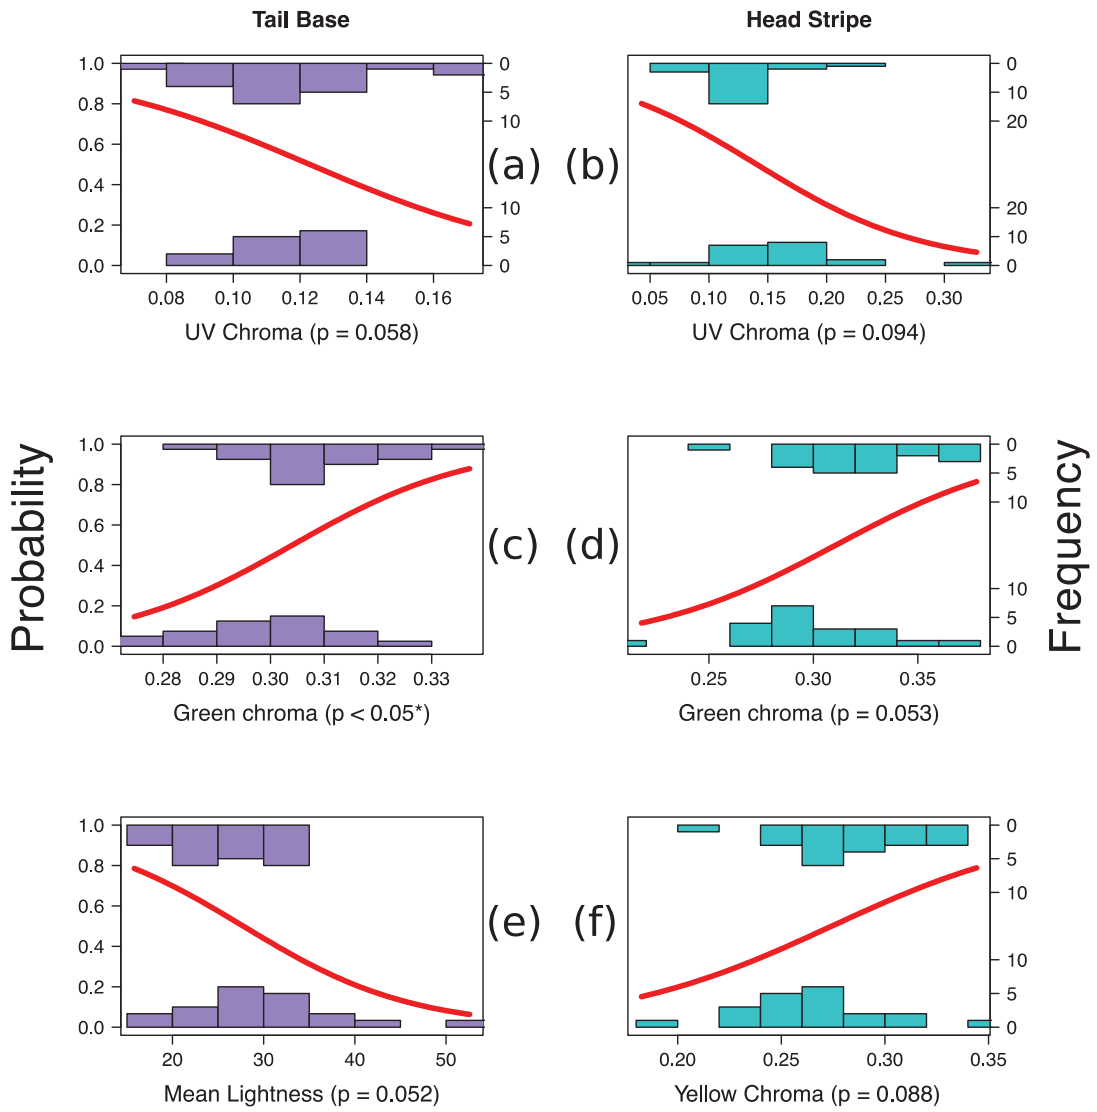 Tail Base
Head Stripe
1.0
0.8
0.6
0.4
0.2
0.0
0
5
10
10
5
0
(a)
0.08 0.10 0.12 0.14 0.16
UV Chroma (p = 0.058)
(b)
0
10
20
20
10
0
0.05 0.10 0.15 0.20 0.25 0.30
UV Chroma (p = 0.094)
Probability
1.0
0.8
0.6
0.4
0.2
0.0
(c)
0.28 0.29 0.30 0.31 0.32 0.33
Green chroma (p < 0.05*)
(d)
0
5
10
10
5
0
0.25 0.30 0.35
Green chroma (p = 0.053)
Frequency
1.0
0.8
0.6
0.4
0.2
0.0
(e)
20 30 40 50
Mean Lightness (p = 0.052)
(f)
0
5
10
10
5
0
0.20 0.25 0.30 0.35
Yellow Chroma (p = 0.088)